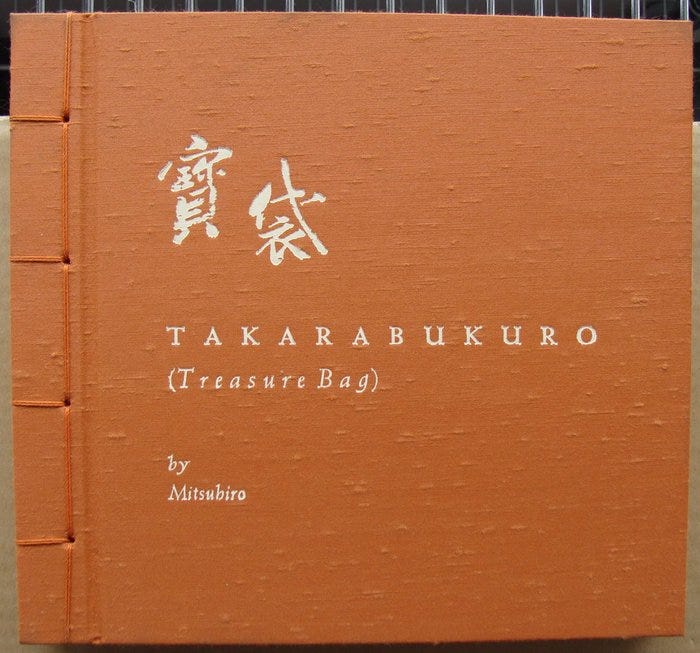 寶袋
TAKARABUKURO
(Treasure Bag)
by
Mitsuhiro